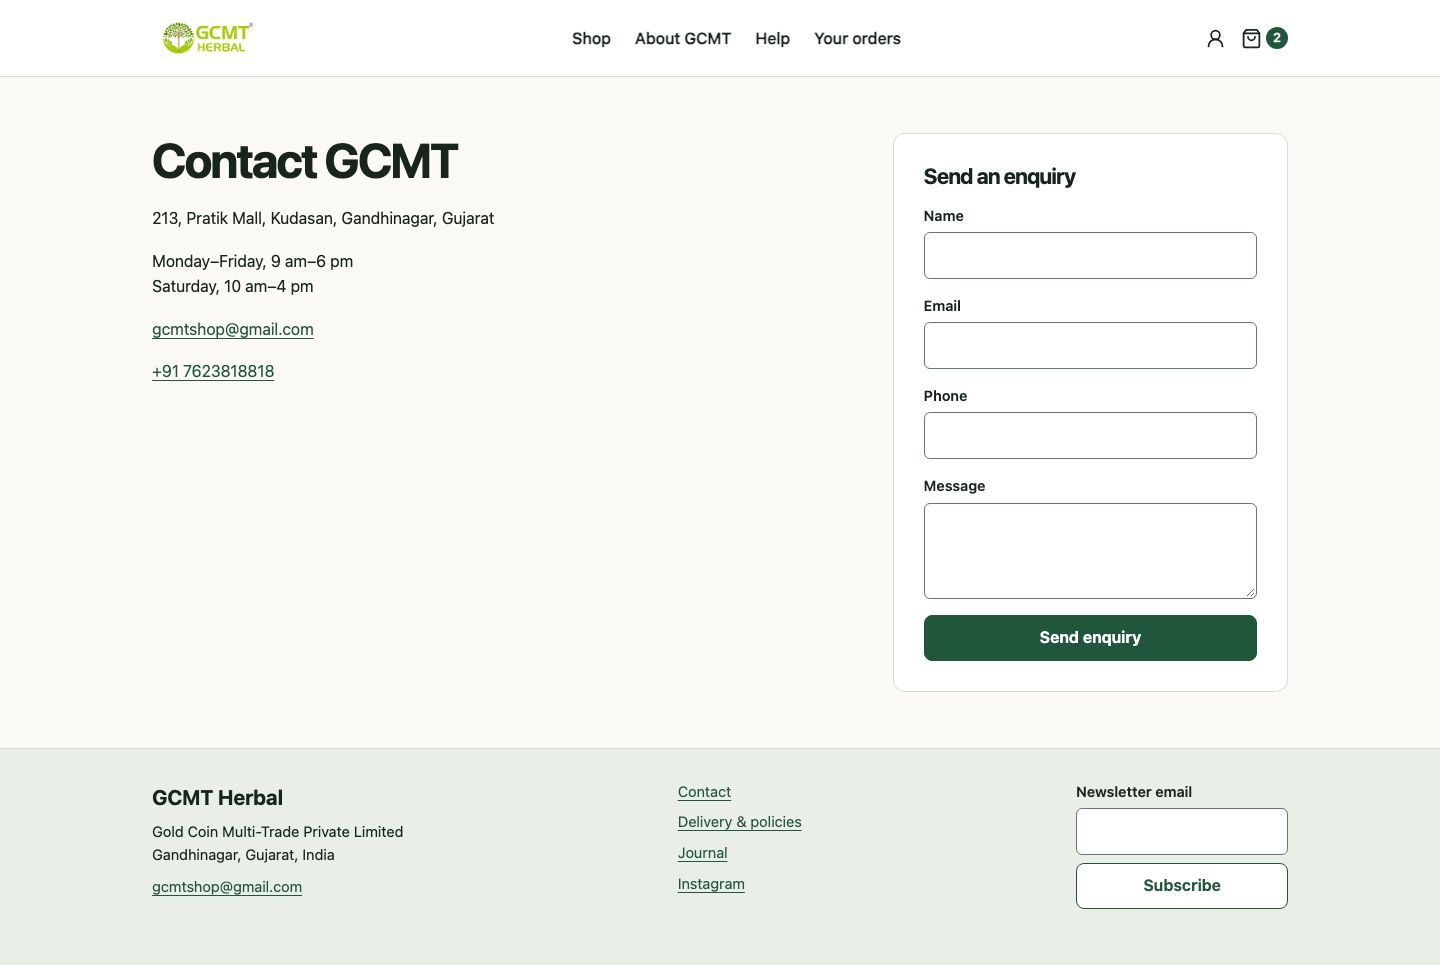 GCMT®
HERBAL
Shop
About GCMT
Help
Your orders
2
Contact GCMT
213, Pratik Mall, Kudasan, Gandhinagar, Gujarat
Monday–Friday, 9 am–6 pm
Saturday, 10 am–4 pm
gcmtshop@gmail.com
+91 7623818818
Send an enquiry
Name
Email
Phone
Message
Send enquiry
GCMT Herbal
Gold Coin Multi-Trade Private Limited
Gandhinagar, Gujarat, India
gcmtshop@gmail.com
Contact
Delivery & policies
Journal
Instagram
Newsletter email
Subscribe